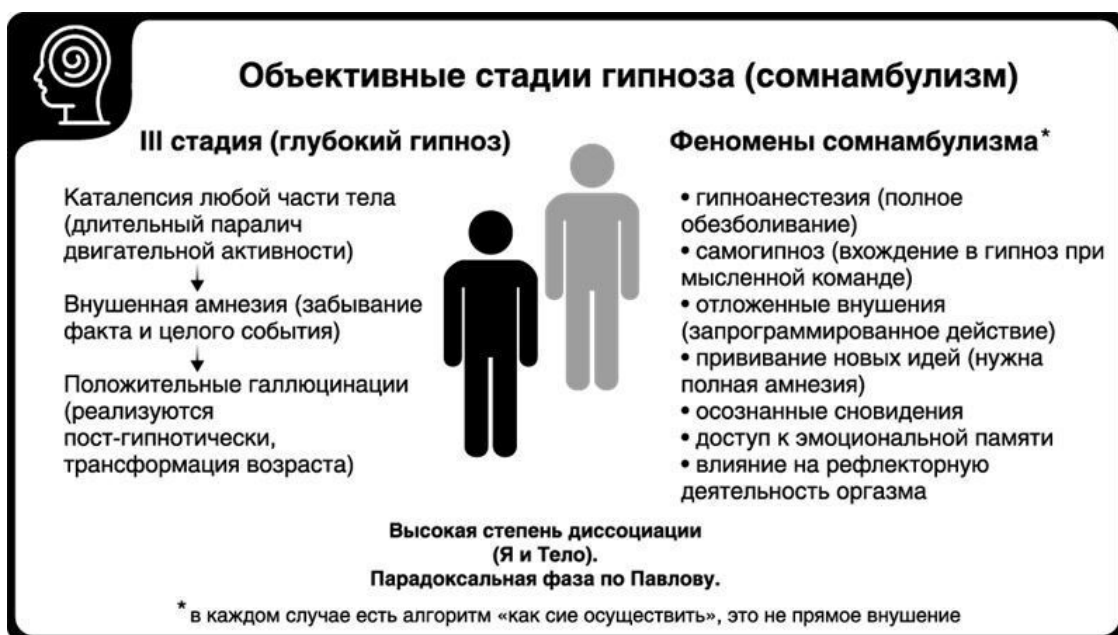 Объективные стадии гипноза (сомнамбулизм)
III стадия (глубокий гипноз)
Каталепсия любой части тела
(длительный паралич
двигательной активности)
Внушенная амнезия (забывание
факта и целого события)
Положительные галлюцинации
(реализуются
пост-гипнотически,
трансформация возраста)
Феномены сомнамбулизма*
• гипноанестезия (полное
обезболивание)
• самогипноз (вхождение в гипноз при
мысленной команде)
• отложенные внушения
(запрограммированное действие)
• прививание новых идей (нужна
полная амнезия)
• осознанные сновидения
• доступ к эмоциональной памяти
• влияние на рефлекторную
деятельность оргазма
Высокая степень диссоциации
(Я и Тело).
Парадоксальная фаза по Павлову.
* в каждом случае есть алгоритм «как сие осуществить», это не прямое внушение